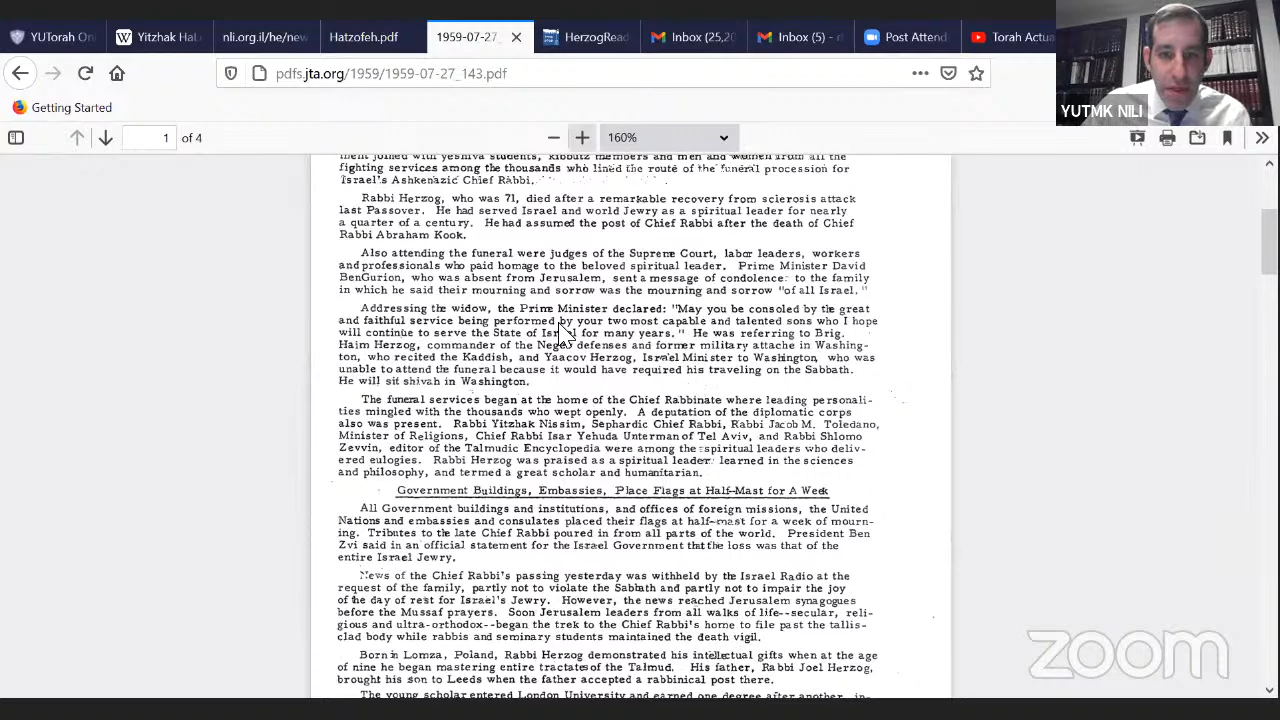 YUTorah On
Yitzhak HaL
nli.org.il/he/new
Hatzofeh.pdf
1959-07-27_
HerzogRead
Inbox (25,20
Inbox (5) - r
Post Attend
Torah Actua
pdfs.jta.org/1959/1959-07-27_143.pdf
YUTMK NILI
Getting Started
1 of 4
160%
ment joined with yeshiva students, kibbutz members and men and women from all the
fighting services among the thousands who lined the route of the funeral procession for
Israel's Ashkenazic Chief Rabbi.
Rabbi Herzog, who was 71, died after a remarkable recovery from sclerosis attack
last Passover. He had served Israel and world Jewry as a spiritual leader for nearly
a quarter of a century. He had assumed the post of Chief Rabbi after the death of Chief
Rabbi Abraham Kook.
Also attending the funeral were judges of the Supreme Court, labor leaders, workers
and professionals who paid homage to the beloved spiritual leader. Prime Minister David
BenGurion, who was absent from Jerusalem, sent a message of condolence to the family
in which he said their mourning and sorrow was the mourning and sorrow "of all Israel."
Addressing the widow, the Prime Minister declared: "May you be consoled by the great
and faithful service being performed by your two most capable and talented sons who I hope
will continue to serve the State of Israel for many years." He was referring to Brig.
Haim Herzog, commander of the Negev defenses and former military attache in Washing-
ton, who recited the Kaddish, and Yaacov Herzog, Israel Minister to Washington, who was
unable to attend the funeral because it would have required his traveling on the Sabbath.
He will sit shivah in Washington.
The funeral services began at the home of the Chief Rabbinate where leading personali-
ties mingled with the thousands who wept openly. A deputation of the diplomatic corps
also was present. Rabbi Yitzhak Nissim, Sephardic Chief Rabbi, Rabbi Jacob M. Toledano,
Minister of Religions, Chief Rabbi Isar Yehuda Unterman of Tel Aviv, and Rabbi Shlomo
Zevvin, editor of the Talmudic Encyclopedia were among the spiritual leaders who deliv-
ered eulogies. Rabbi Herzog was praised as a spiritual leader learned in the sciences
and philosophy, and termed a great scholar and humanitarian.
Government Buildings, Embassies, Place Flags at Half-Mast for A Week
All Government buildings and institutions, and offices of foreign missions, the United
Nations and embassies and consulates placed their flags at half-mast for a week of mourn-
ing. Tributes to the late Chief Rabbi poured in from all parts of the world. President Ben
Zvi said in an official statement for the Israel Government that the loss was that of the
entire Israel Jewry.
News of the Chief Rabbi's passing yesterday was withheld by the Israel Radio at the
request of the family, partly not to violate the Sabbath and partly not to impair the joy
of the day of rest for Israel's Jewry. However, the news reached Jerusalem synagogues
before the Mussaf prayers. Soon Jerusalem leaders from all walks of life--secular, reli-
gious and ultra-orthodox--began the trek to the Chief Rabbi's home to file past the tallis-
clad body while rabbis and seminary students maintained the death vigil.
Born in Lomza, Poland, Rabbi Herzog demonstrated his intellectual gifts when at the age
of nine he began mastering entire tractates of the Talmud. His father, Rabbi Joel Herzog,
brought his son to Leeds when the father accepted a rabbinical post there.
The young scholar entered London University and earned one degree after another, in-
zoom